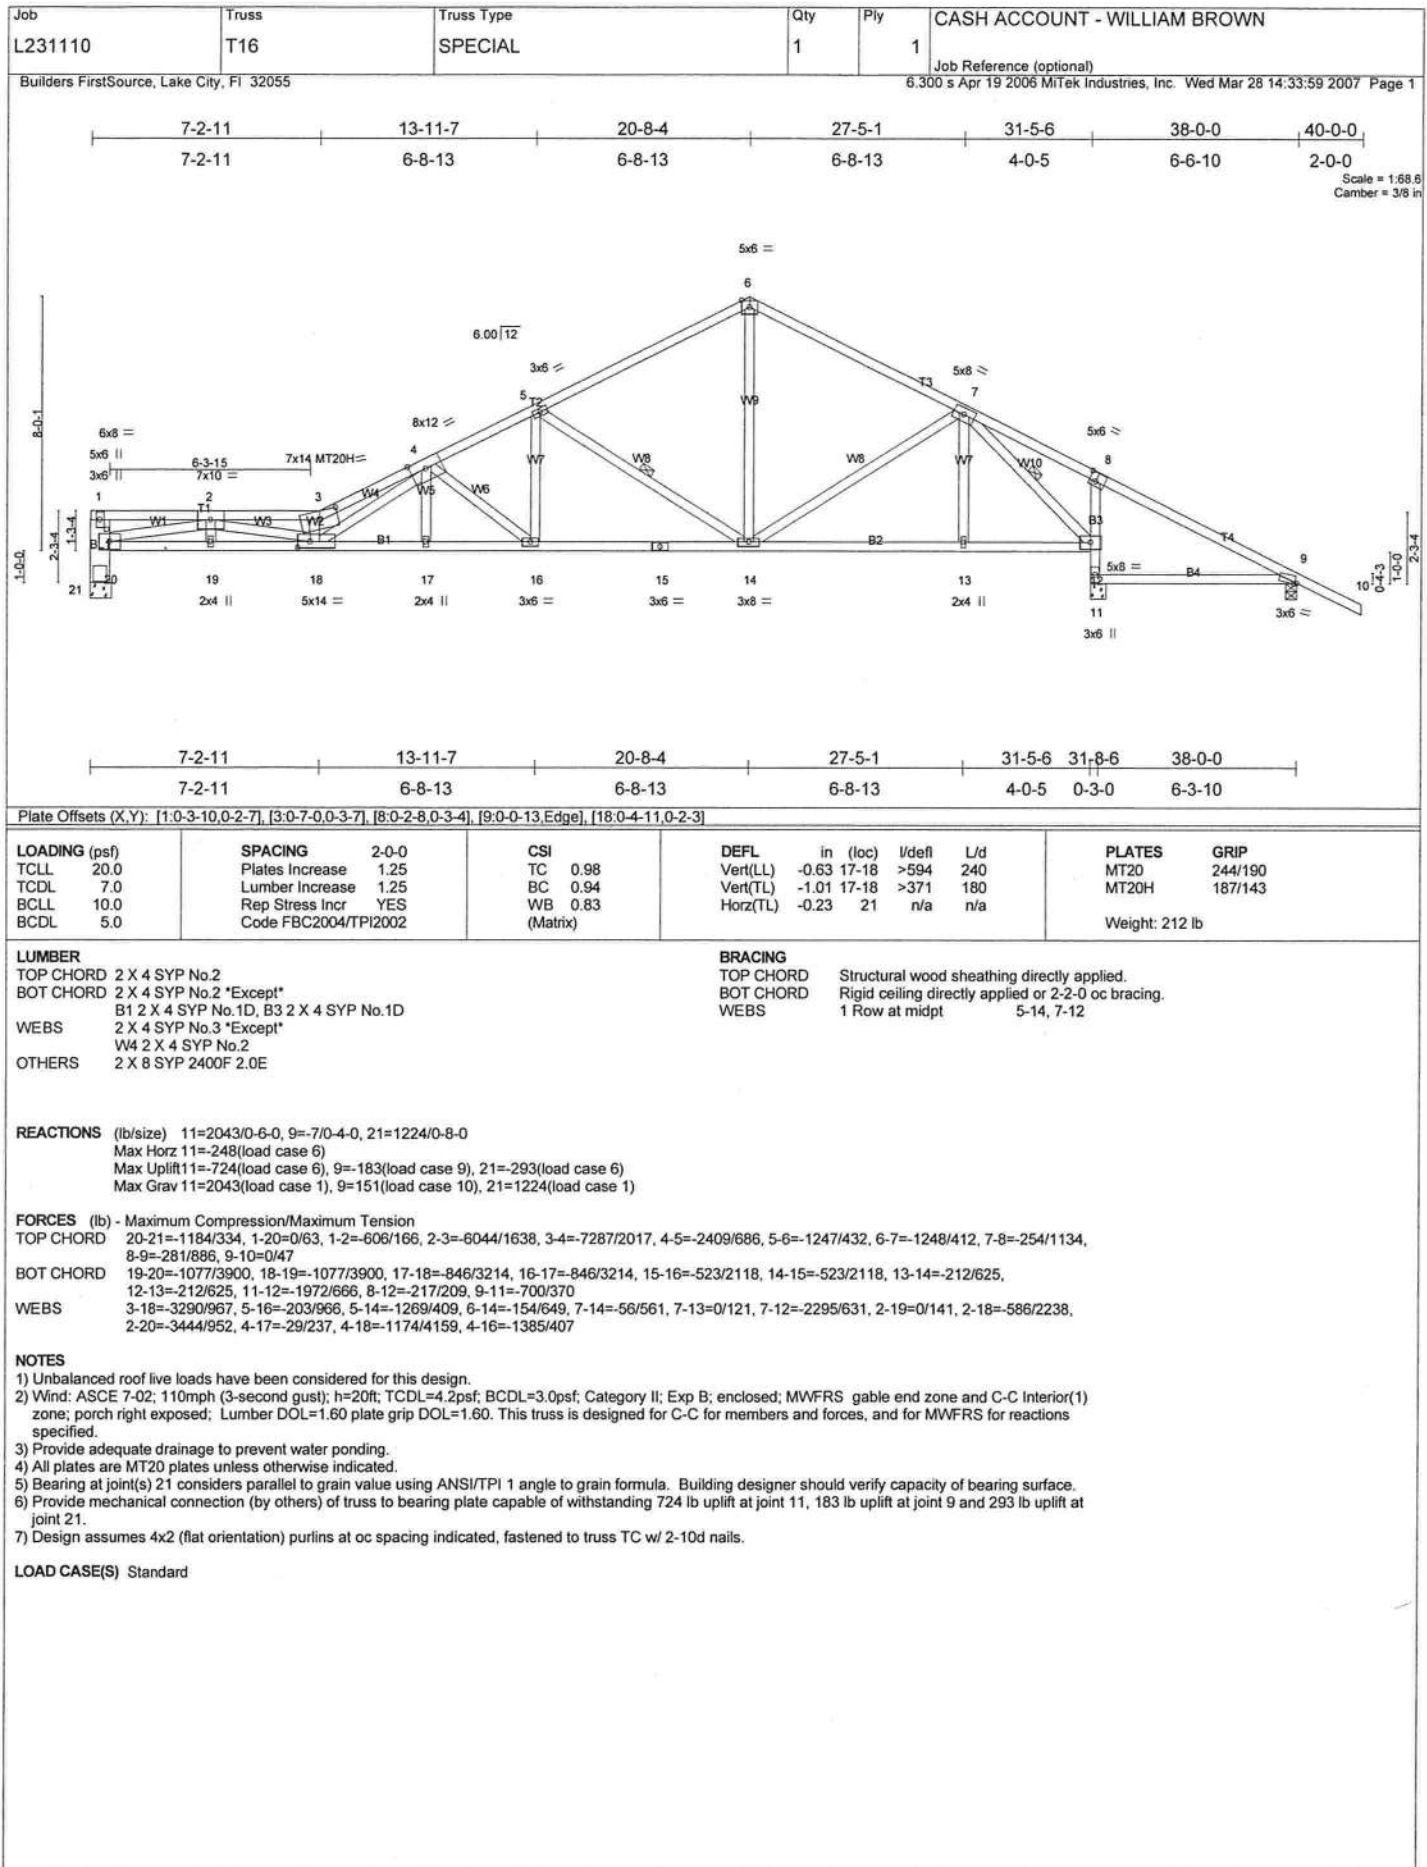 Job Truss Truss Type Qty Ply CASH ACCOUNT - WILLIAM BROWN
L231110 T16 SPECIAL 1 1
Job Reference (optional)
Builders FirstSource, Lake City, Fl 32055 6.300 s Apr 19 2006 MiTek Industries, Inc. Wed Mar 28 14:33:59 2007 Page 1
7-2-11 13-11-7 20-8-4 27-5-1 31-5-6 38-0-0 40-0-0
7-2-11 6-8-13 6-8-13 6-8-13 4-0-5 6-6-10 2-0-0
Scale = 1:68.6
Camber = 3/8 in
5x6 =
6
6.00 12
3x6 =
5 T2
T3 5x8 =
7
W9
8-0-1
8x12 =
4
5x6 =
8
6x8 =
5x6 ||
3x6 ||
6-3-15
7x10 =
7x14 MT20H=
W4 W5 W6 W7 W8 W8 W7 W10
1 2 3
T1
W1 W3 W2 B1 B2 B3
T4
9
10
1-0-0 2-3-4 1-3-4
5x8 =
B4
0-4-3 1-0-0 2-3-4
21 20 19 18 17 16 15 14 13 12
2x4 || 5x14 = 2x4 || 3x6 = 3x6 = 3x8 = 2x4 || 11 3x6 =
3x6 ||
7-2-11 13-11-7 20-8-4 27-5-1 31-5-6 31-8-6 38-0-0
7-2-11 6-8-13 6-8-13 6-8-13 4-0-5 0-3-0 6-3-10
Plate Offsets (X,Y): [1:0-3-10,0-2-7], [3:0-7-0,0-3-7], [8:0-2-8,0-3-4], [9:0-0-13,Edge], [18:0-4-11,0-2-3]
LOADING (psf) SPACING 2-0-0 CSI DEFL in (loc) l/defl L/d PLATES GRIP
TCLL 20.0 Plates Increase 1.25 TC 0.98 Vert(LL) -0.63 17-18 >594 240 MT20 244/190
TCDL 7.0 Lumber Increase 1.25 BC 0.94 Vert(TL) -1.01 17-18 >371 180 MT20H 187/143
BCLL 10.0 Rep Stress Incr YES WB 0.83 Horz(TL) -0.23 21 n/a n/a
BCDL 5.0 Code FBC2004/TPI2002 (Matrix) Weight: 212 lb
LUMBER
TOP CHORD 2 X 4 SYP No.2
BOT CHORD 2 X 4 SYP No.2 *Except*
B1 2 X 4 SYP No.1D, B3 2 X 4 SYP No.1D
WEBS 2 X 4 SYP No.3 *Except*
W4 2 X 4 SYP No.2
OTHERS 2 X 8 SYP 2400F 2.0E
BRACING
TOP CHORD Structural wood sheathing directly applied.
BOT CHORD Rigid ceiling directly applied or 2-2-0 oc bracing.
WEBS 1 Row at midpt 5-14, 7-12
REACTIONS (lb/size) 11=2043/0-6-0, 9=-7/0-4-0, 21=1224/0-8-0
Max Horz 11=-248(load case 6)
Max Uplift11=-724(load case 6), 9=-183(load case 9), 21=-293(load case 6)
Max Grav 11=2043(load case 1), 9=151(load case 10), 21=1224(load case 1)
FORCES (lb) - Maximum Compression/Maximum Tension
TOP CHORD 20-21=-1184/334, 1-20=0/63, 1-2=-606/166, 2-3=-6044/1638, 3-4=-7287/2017, 4-5=-2409/686, 5-6=-1247/432, 6-7=-1248/412, 7-8=-254/1134,
8-9=-281/886, 9-10=0/47
BOT CHORD 19-20=-1077/3900, 18-19=-1077/3900, 17-18=-846/3214, 16-17=-846/3214, 15-16=-523/2118, 14-15=-523/2118, 13-14=-212/625,
12-13=-212/625, 11-12=-1972/666, 8-12=-217/209, 9-11=-700/370
WEBS 3-18=-3290/967, 5-16=-203/966, 5-14=-1269/409, 6-14=-154/649, 7-14=-56/561, 7-13=0/121, 7-12=-2295/631, 2-19=0/141, 2-18=-586/2238,
2-20=-3444/952, 4-17=-29/237, 4-18=-1174/4159, 4-16=-1385/407
NOTES
1) Unbalanced roof live loads have been considered for this design.
2) Wind: ASCE 7-02; 110mph (3-second gust); h=20ft; TCDL=4.2psf; BCDL=3.0psf; Category II; Exp B; enclosed; MWFRS gable end zone and C-C Interior(1)
zone; porch right exposed; Lumber DOL=1.60 plate grip DOL=1.60. This truss is designed for C-C for members and forces, and for MWFRS for reactions
specified.
3) Provide adequate drainage to prevent water ponding.
4) All plates are MT20 plates unless otherwise indicated.
5) Bearing at joint(s) 21 considers parallel to grain value using ANSI/TPI 1 angle to grain formula. Building designer should verify capacity of bearing surface.
6) Provide mechanical connection (by others) of truss to bearing plate capable of withstanding 724 lb uplift at joint 11, 183 lb uplift at joint 9 and 293 lb uplift at
joint 21.
7) Design assumes 4x2 (flat orientation) purlins at oc spacing indicated, fastened to truss TC w/ 2-10d nails.
LOAD CASE(S) Standard